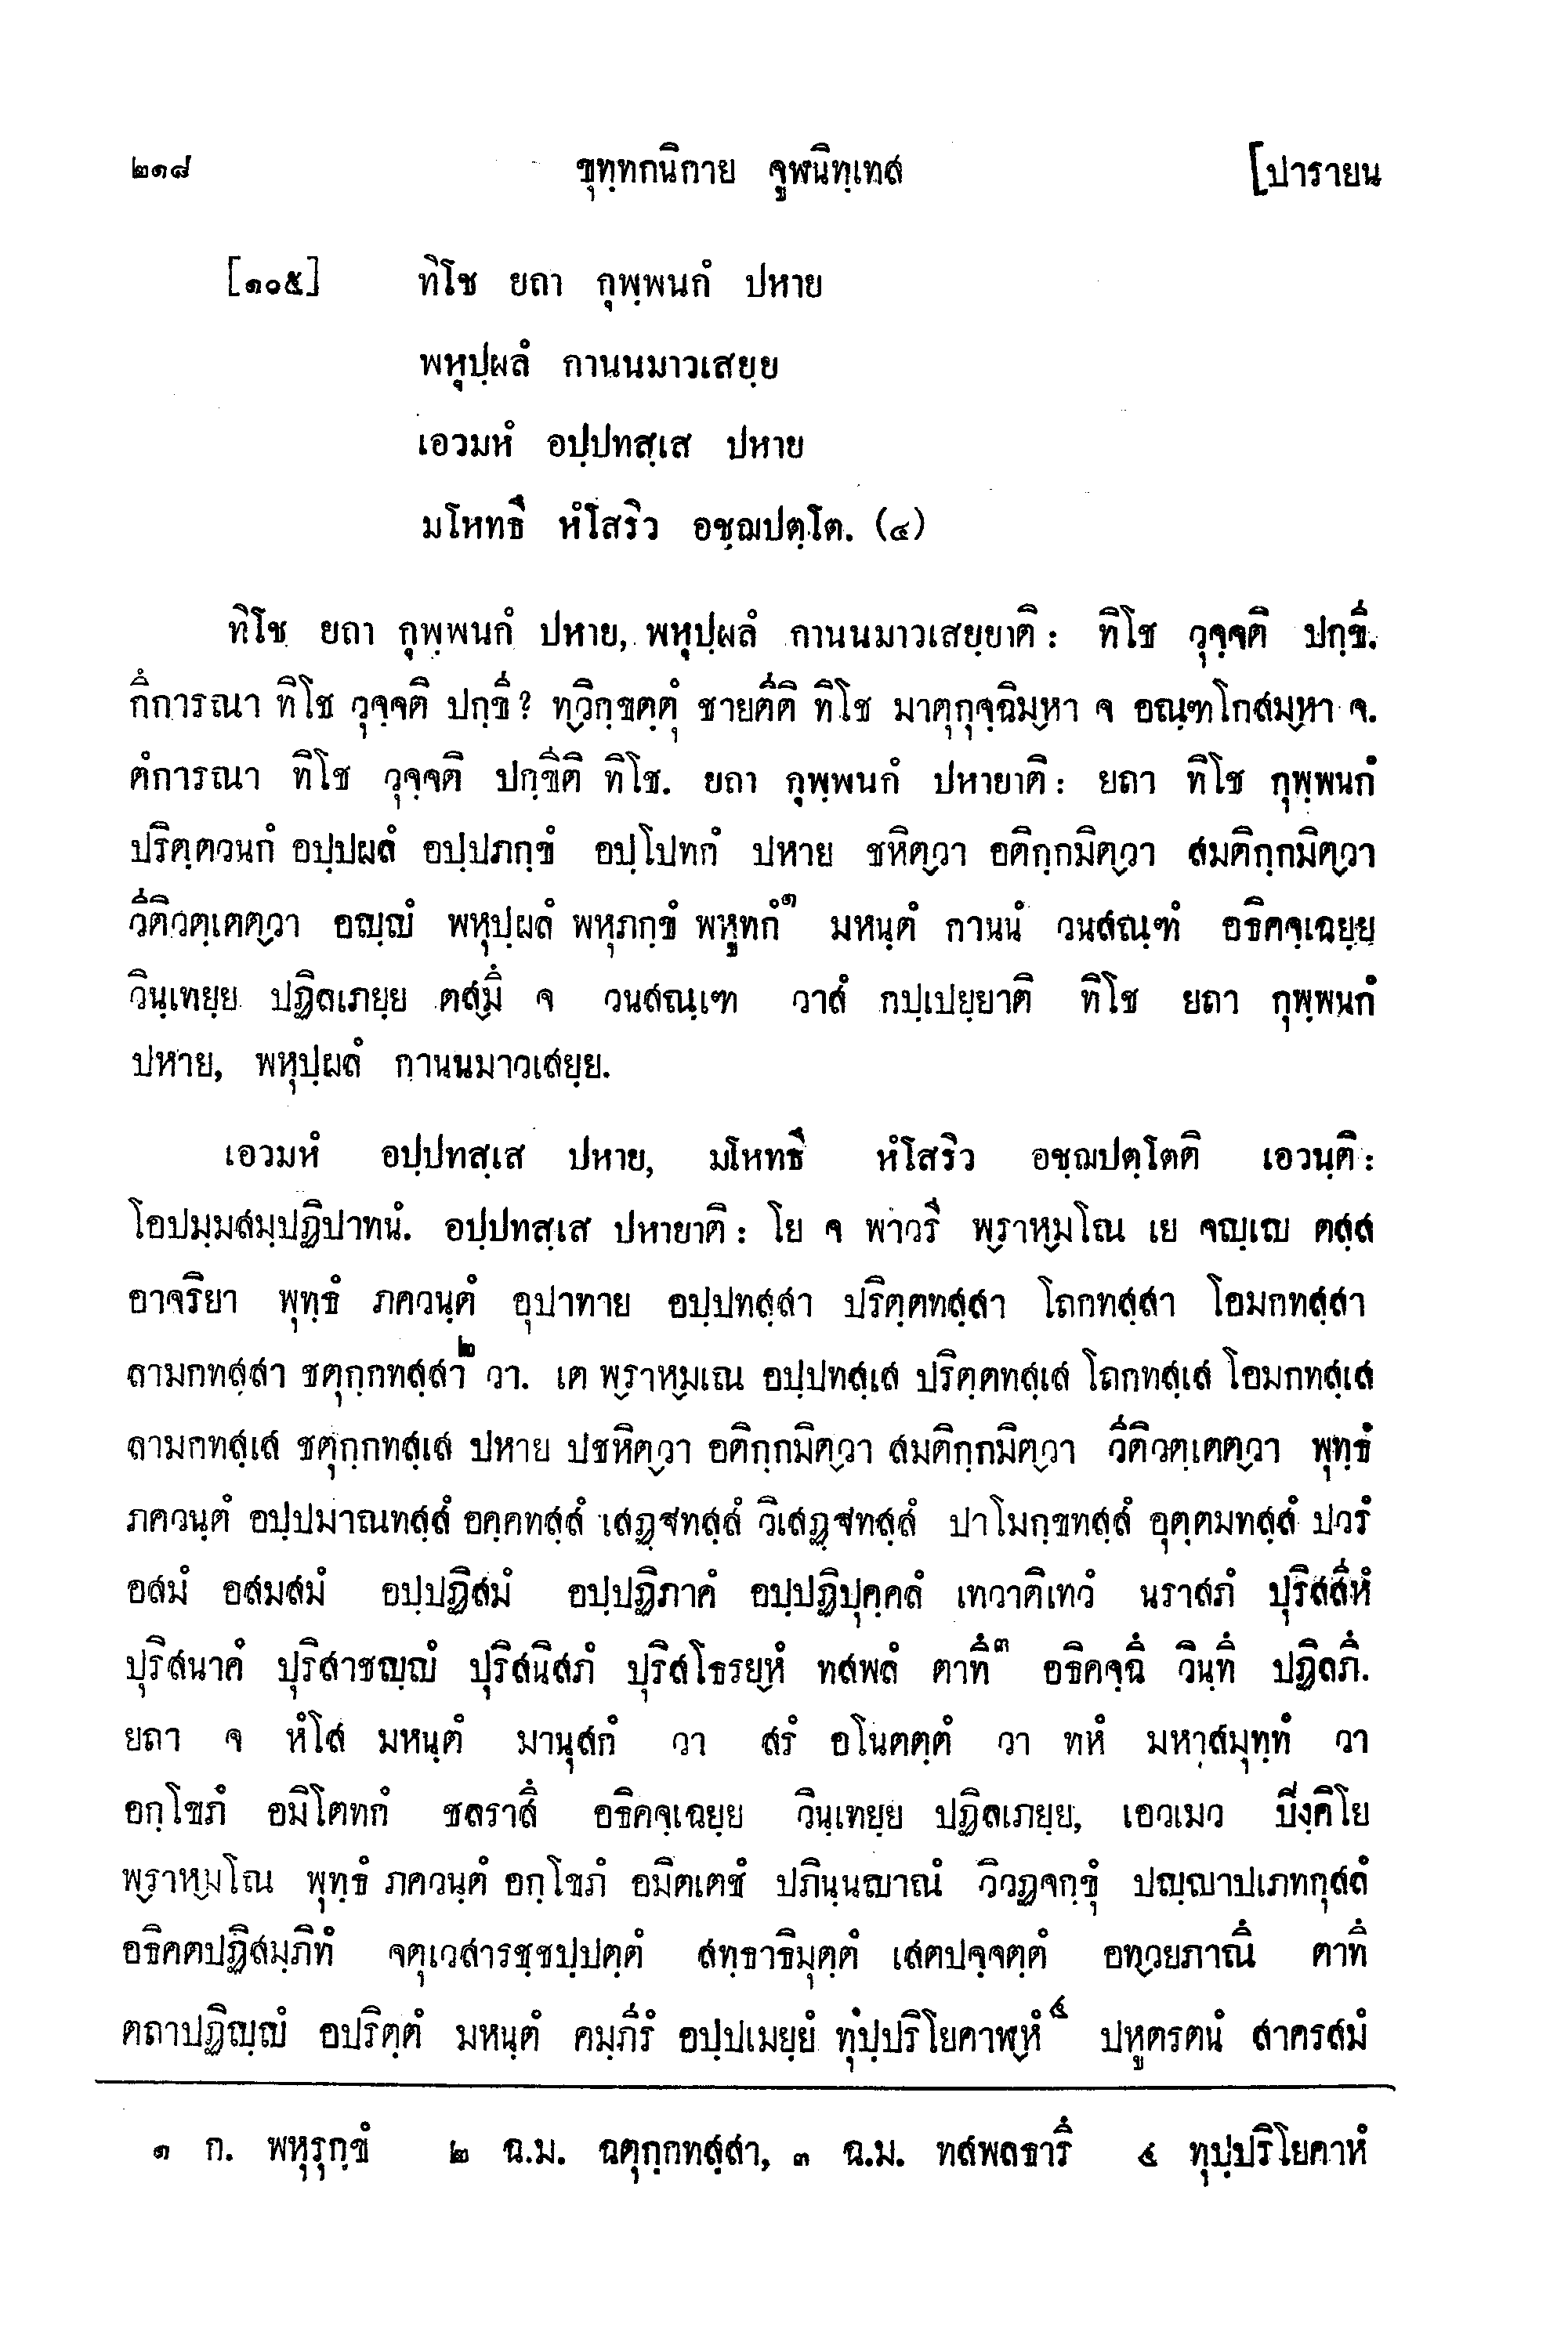 ๒๑๘ ขุทฺทกนิกาย จูฬนิทฺเทส [ปารายน
[๑๐๕] ทิโช ยถา กุพฺพนกํ ปหาย
พหุปฺผลํ กานนมาวเสยฺย
เอวมหํ อปฺปทสฺเส ปหาย
มโหทธึ หํโสริว อชฺฌปตฺโต. (๔)
ทิโช ยถา กุพฺพนกํ ปหาย, พหุปฺผลํ กานนมาวเสยฺยาติ : ทิโช วุจฺจติ ปกฺขี.
กึการณา ทิโช วุจฺจติ ปกฺขี? ทฺวิกฺขตฺตุํ ชายตีติ ทิโช มาตุกุจฺฉิมฺหา จ อณฺฑโกสมฺหา จ.
ตํการณา ทิโช วุจฺจติ ปกฺขีติ ทิโช. ยถา กุพฺพนกํ ปหายาติ : ยถา ทิโช กุพฺพนกํ
ปริตฺตวนกํ อปฺปผลํ อปฺปภกฺขํ อปฺโปทกํ ปหาย ชหิตฺวา อติกฺกมิตฺวา สมติกฺกมิตฺวา
วีติวตฺเตตฺวา อญฺญํ พหุปฺผลํ พหุภกฺขํ พหูทกํ๑ มหนฺตํ กานนํ วนสณฺฑํ อธิคจฺเฉยฺย
วินฺเทยฺย ปฏิลเภยฺย ตสฺมึ จ วนสณฺเฑ วาสํ กปฺเปยฺยาติ ทิโช ยถา กุพฺพนกํ
ปหาย, พหุปฺผลํ กานนมาวเสยฺย.
เอวมหํ อปฺปทสฺเส ปหาย, มโหทธึ หํโสริว อชฺฌปตฺโตติ เอวนฺติ :
โอปมฺมสมฺปฏิปาทนํ. อปฺปทสฺเส ปหายาติ : โย จ พาวรี พฺราหฺมโณ เย จญฺเญ ตสฺส
อาจริยา พุทฺธํ ภควนฺตํ อุปาทาย อปฺปทสฺสา ปริตฺตทสฺสา โถกทสฺสา โอมกทสฺสา
ลามกทสฺสา ชตุกฺกทสฺสา๒ วา. เต พฺราหฺมเณ อปฺปทสฺเส ปริตฺตทสฺเส โถกทสฺเส โอมกทสฺเส
ลามกทสฺเส ชตุกฺกทสฺเส ปหาย ปชหิตฺวา อติกฺกมิตฺวา สมติกฺกมิตฺวา วีติวตฺเตตฺวา พุทฺธํ
ภควนฺตํ อปฺปมาณทสฺสํ อคฺคทสฺสํ เสฏฺฐทสฺสํ วิเสฏฺฐทสฺสํ ปาโมกฺขทสฺสํ อุตฺตมทสฺสํ ปวรํ
อสมํ อสมสมํ อปฺปฏิสมํ อปฺปฏิภาคํ อปฺปฏิปุคฺคลํ เทวาติเทวํ นราสภํ ปุริสสีหํ
ปุริสนาคํ ปุริสาชญฺญํ ปุริสนิสภํ ปุริสโธรยฺหํ ทสพลํ ตาทึ๓ อธิคจฺฉึ วินฺทึ ปฏิลภึ.
ยถา จ หํโส มหนฺตํ มานุสกํ วา สรํ อโนตตฺตํ วา ทหํ มหาสมุทฺทํ วา
อกฺโขภํ อมิโตทกํ ชลราสึ อธิคจฺเฉยฺย วินฺเทยฺย ปฏิลเภยฺย, เอวเมว ปิงฺคิโย
พฺราหฺมโณ พุทฺธํ ภควนฺตํ อกฺโขภํ อมิตเตชํ ปภินฺนญาณํ วิวฏจกฺขุํ ปญฺญาปเภทกุสลํ
อธิคตปฏิสมฺภิทํ จตุเวสารชฺชปฺปตฺตํ สทฺธาธิมุตฺตํ เสตปจฺจตฺตํ อทฺวยภาณึ ตาทึ
ตถาปฏิญฺญํ อปริตฺตํ มหนฺตํ คมฺภีรํ อปฺปเมยฺยํ ทุปฺปริโยคาฬฺหํ๔ ปหูตรตนํ สาครสมํ
๑ ก. พหุรุกฺขํ ๒ ฉ.ม. ฉตุกฺกทสฺสา, ๓ ฉ.ม. ทสพลธารึ ๔ ทุปฺปริโยคาหํ